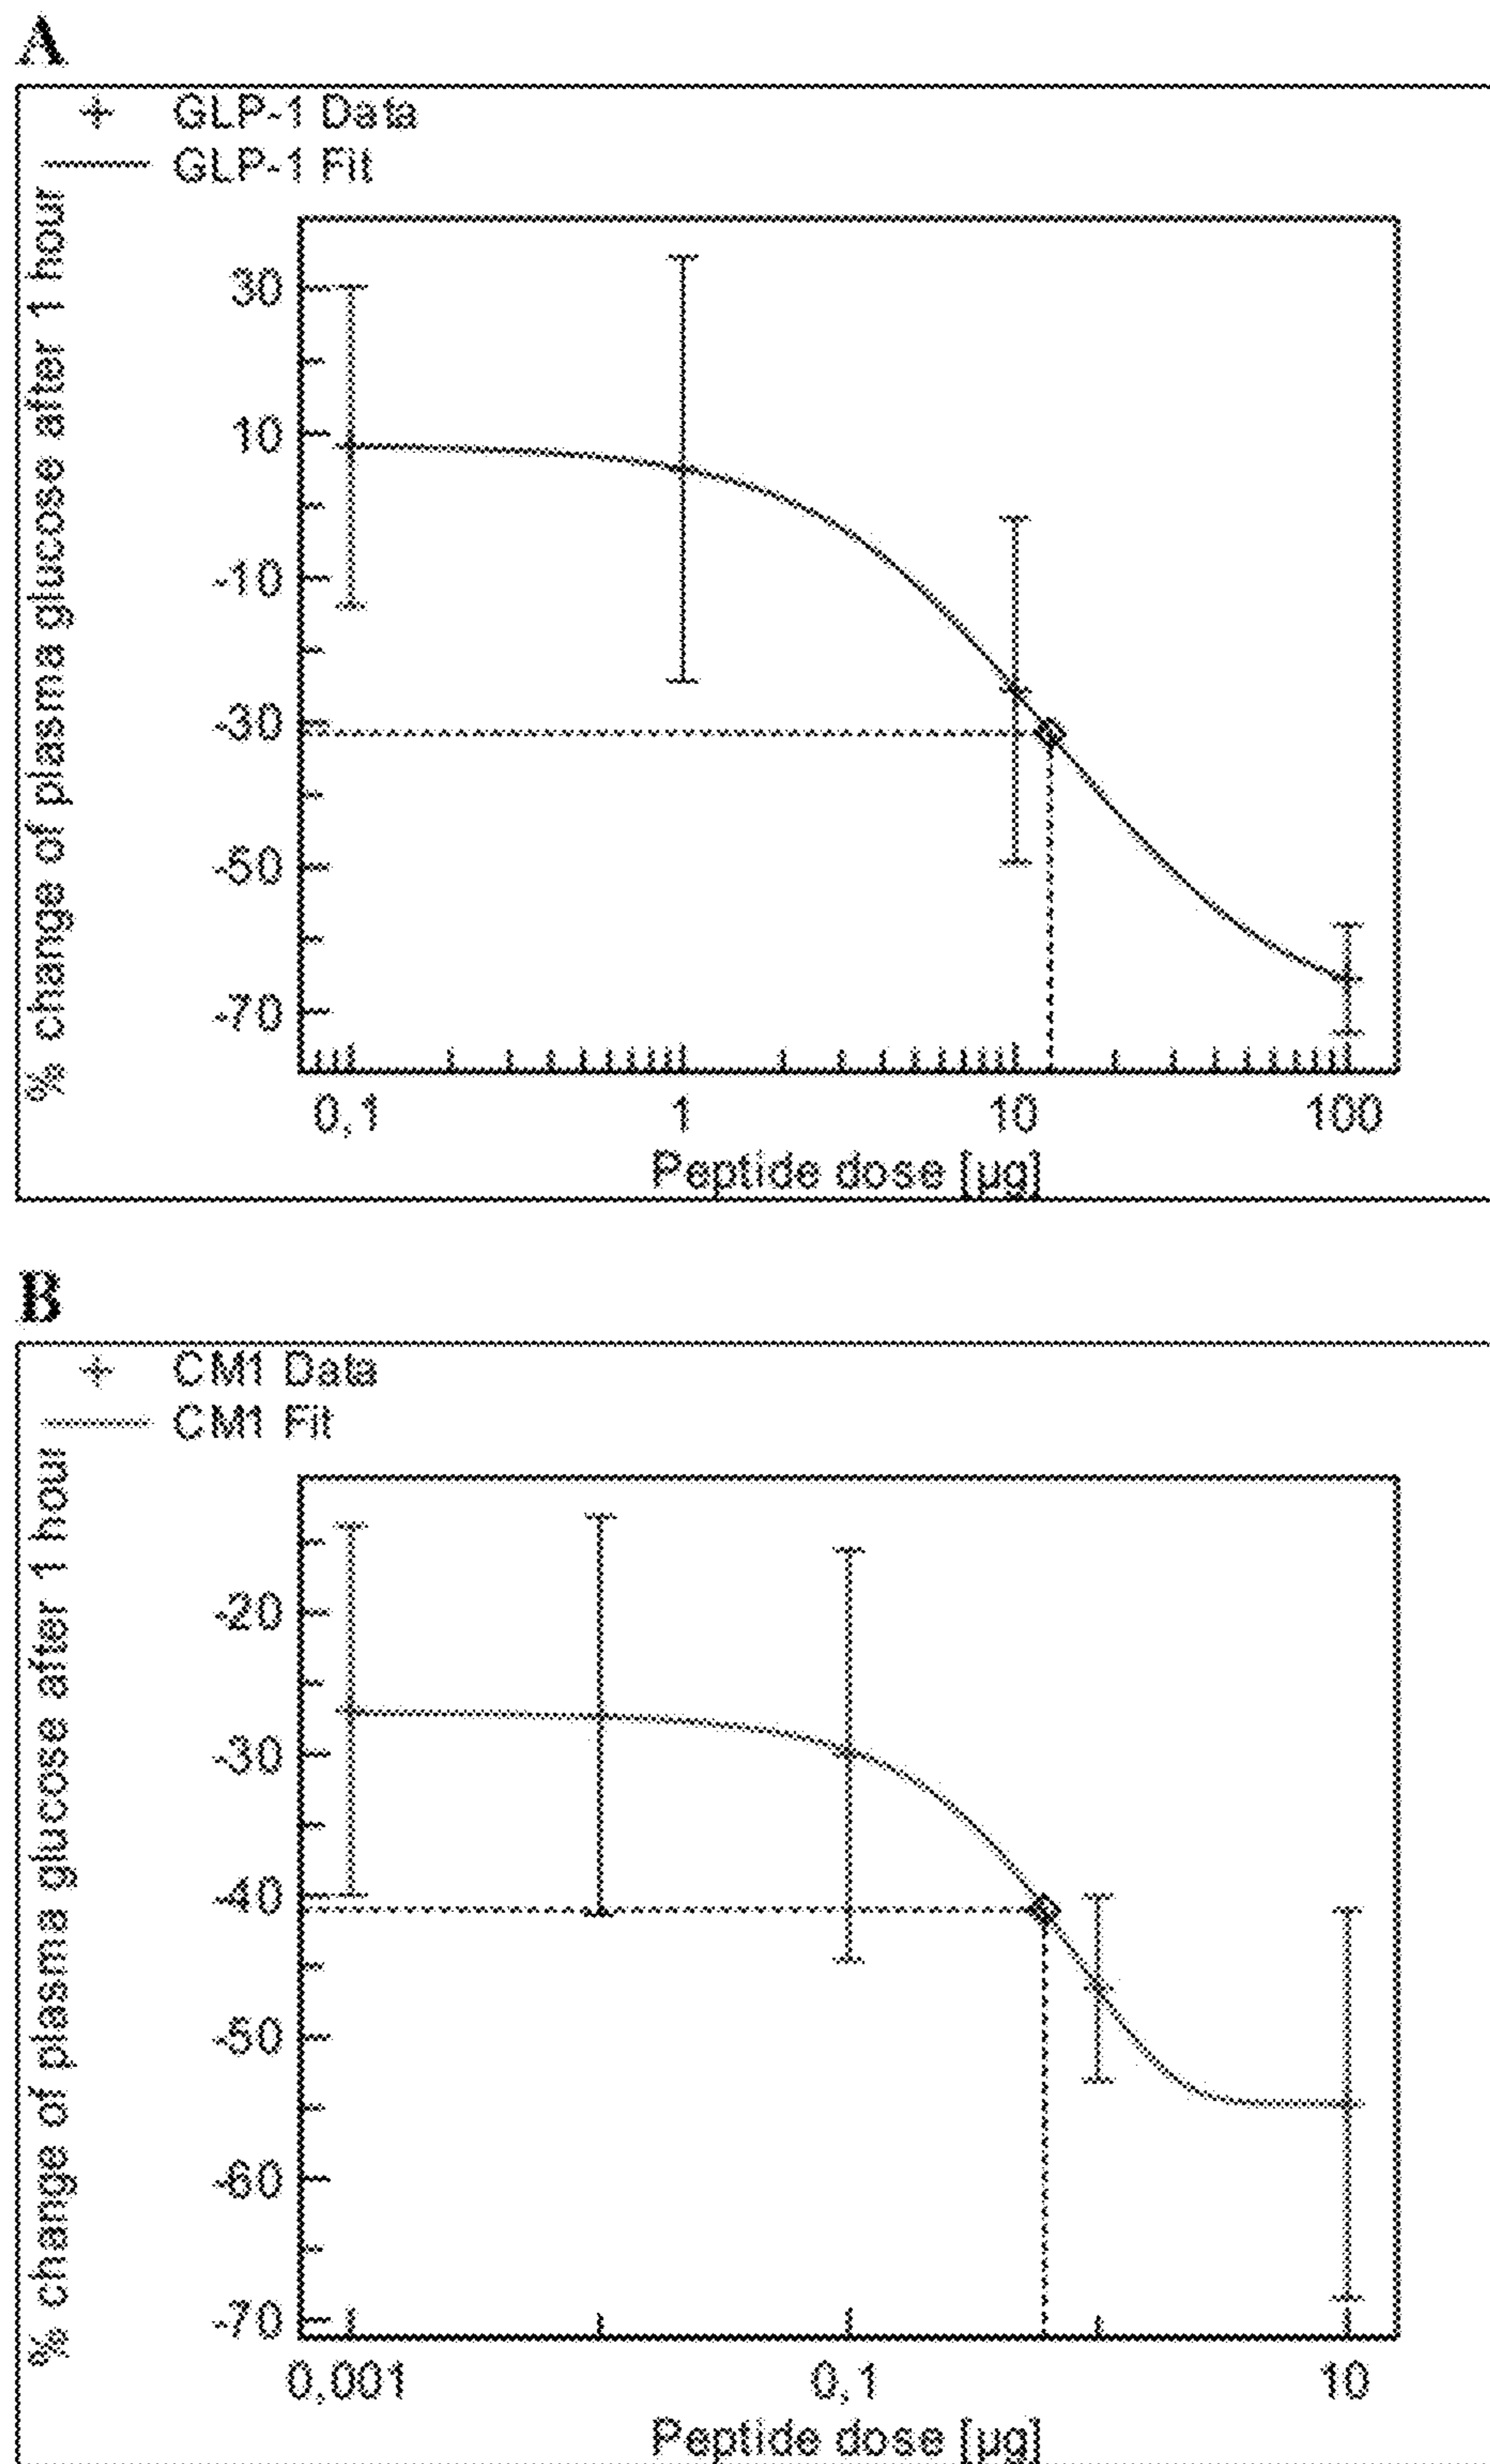 A
GLP-1 Data
GLP-1 Fit
% change of plasma glucose after 1 hour
30
10
-10
-30
-50
-70
0,1
1
10
100
Peptide dose [µg]
B
CM1 Data
CM1 Fit
% change of plasma glucose after 1 hour
-20
-30
-40
-50
-60
-70
0,001
0,1
10
Peptide dose [µg]